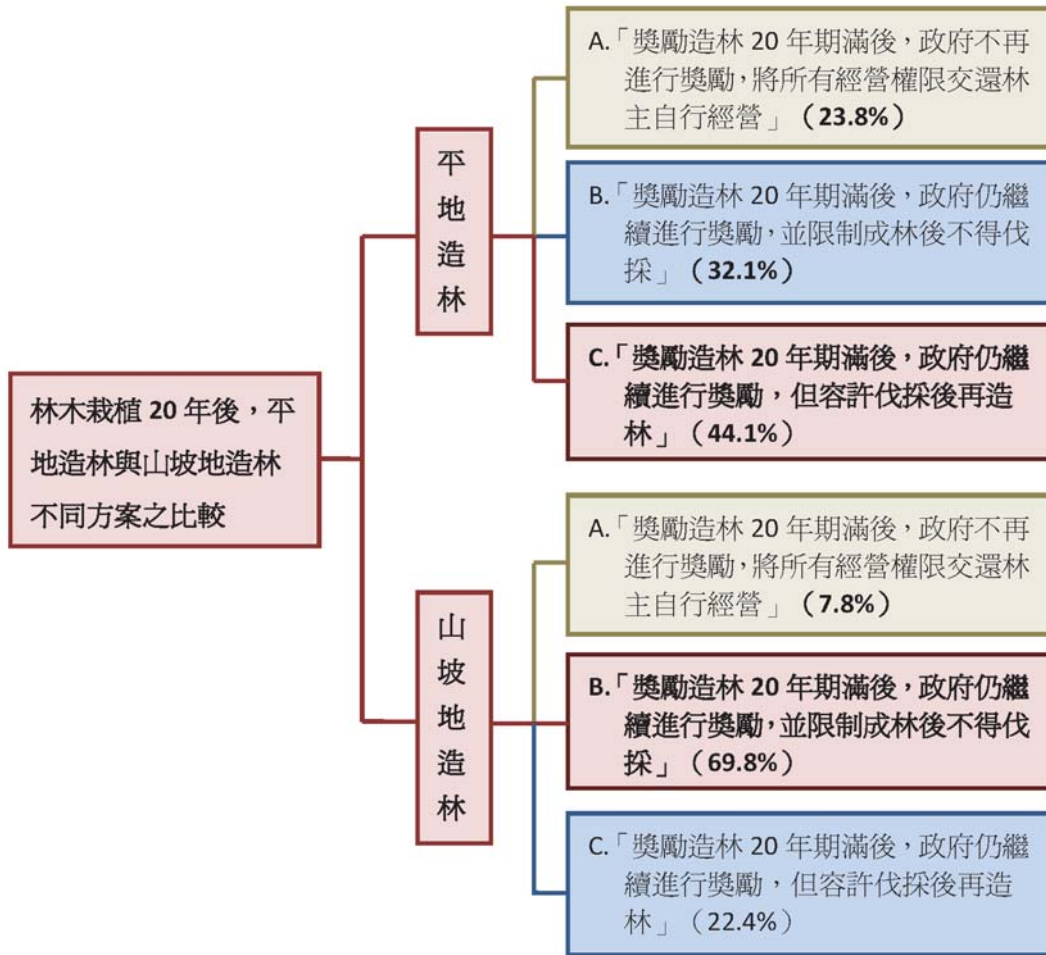 林木栽植 20 年後，平
地造林與山坡地造林
不同方案之比較
平
地
造
林
A.「獎勵造林 20 年期滿後，政府不再
進行獎勵，將所有經營權限交還林
主自行經營」（23.8%）
B.「獎勵造林 20 年期滿後，政府仍繼
續進行獎勵，並限制成林後不得伐
採」（32.1%）
C.「獎勵造林 20 年期滿後，政府仍繼
續進行獎勵，但容許伐採後再造
林」（44.1%）
山
坡
地
造
林
A.「獎勵造林 20 年期滿後，政府不再
進行獎勵，將所有經營權限交還林
主自行經營」（7.8%）
B.「獎勵造林 20 年期滿後，政府仍繼
續進行獎勵，並限制成林後不得伐
採」（69.8%）
C.「獎勵造林 20 年期滿後，政府仍繼
續進行獎勵，但容許伐採後再造
林」（22.4%）